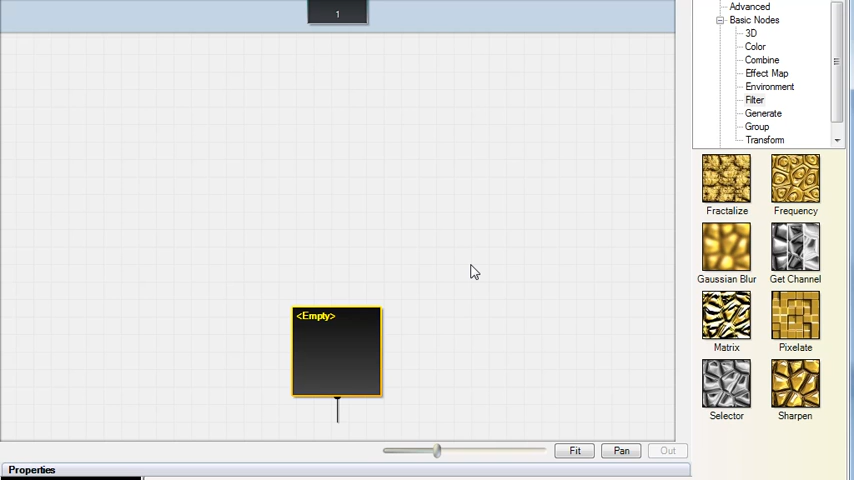 1
Advanced
Basic Nodes
3D
Color
Combine
Effect Map
Environment
Filter
Generate
Group
Transform
Fractalize
Frequency
Gaussian Blur
Get Channel
Matrix
Pixelate
Selector
Sharpen
<Empty>
Fit
Pan
Out
Properties